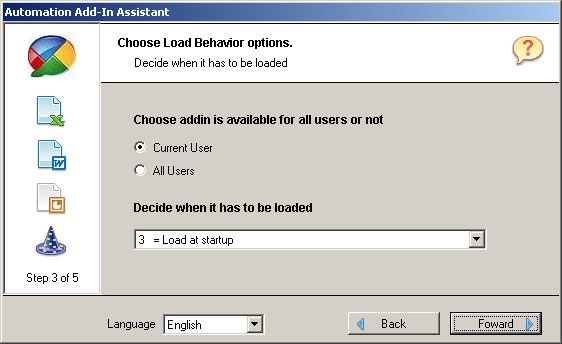 Automation Add-In Assistant
Choose Load Behavior options.
Decide when it has to be loaded
?
Choose addin is available for all users or not
Current User
All Users
Decide when it has to be loaded
3 = Load at startup
Step 3 of 5
Language English
Back
Foward